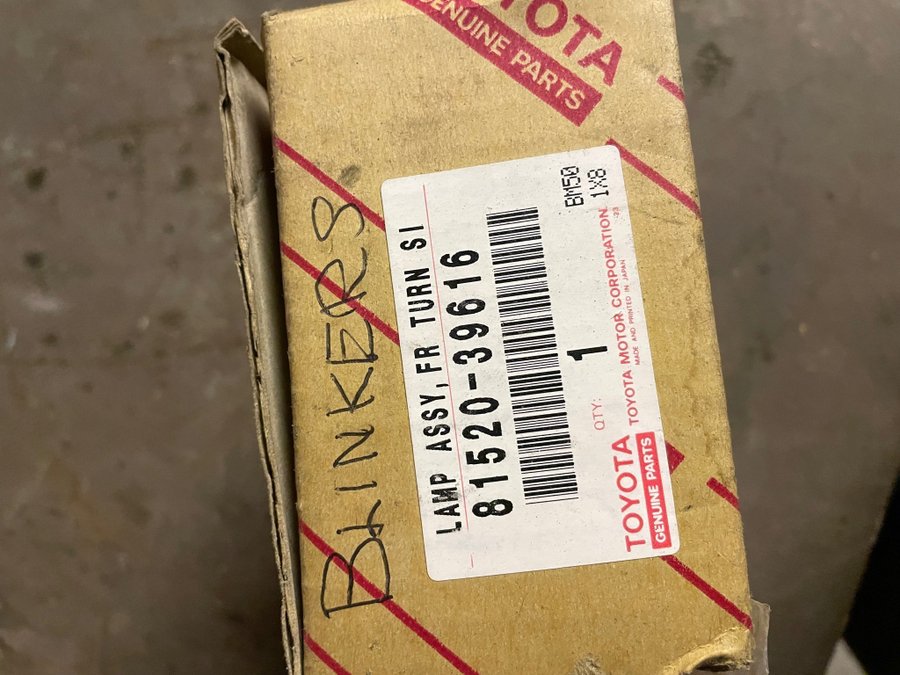 TOYOTA
GENUINE PARTS
BLINKERS
LAMP ASSY,FR TURN SI
81520-39616
BM50
1X8
QTY: 1
TOYOTA MOTOR CORPORATION
MADE AND PRINTED IN JAPAN
TOYOTA
GENUINE PARTS